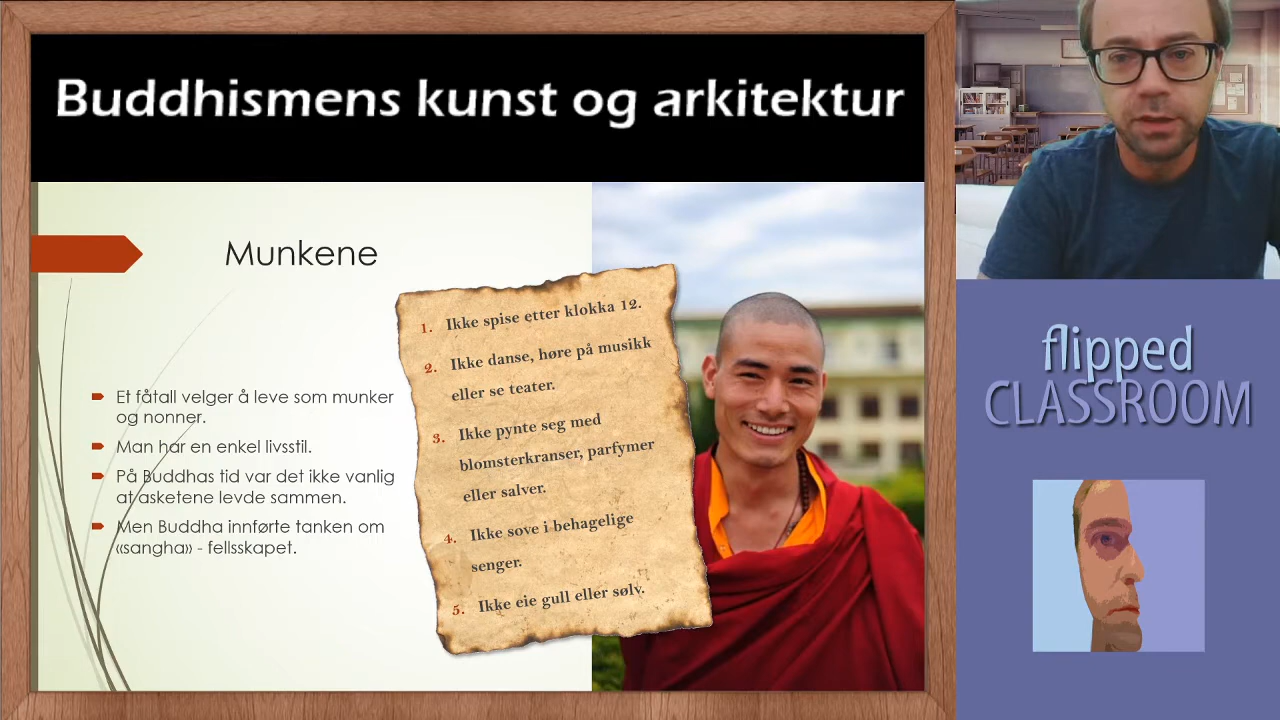 Buddhismens kunst og arkitektur
Munkene
Et fåtall velger å leve som munker
og nonner.
Man har en enkel livsstil.
På Buddhas tid var det ikke vanlig
at asketene levde sammen.
Men Buddha innførte tanken om
«sangha» - fellsskapet.
1. Ikke spise etter klokka 12.
2. Ikke danse, høre på musikk
eller se teater.
3. Ikke pynte seg med
blomsterkranser, parfymer
eller salver.
4. Ikke sove i behagelige
senger.
5. Ikke eie gull eller sølv.
flipped
CLASSROOM